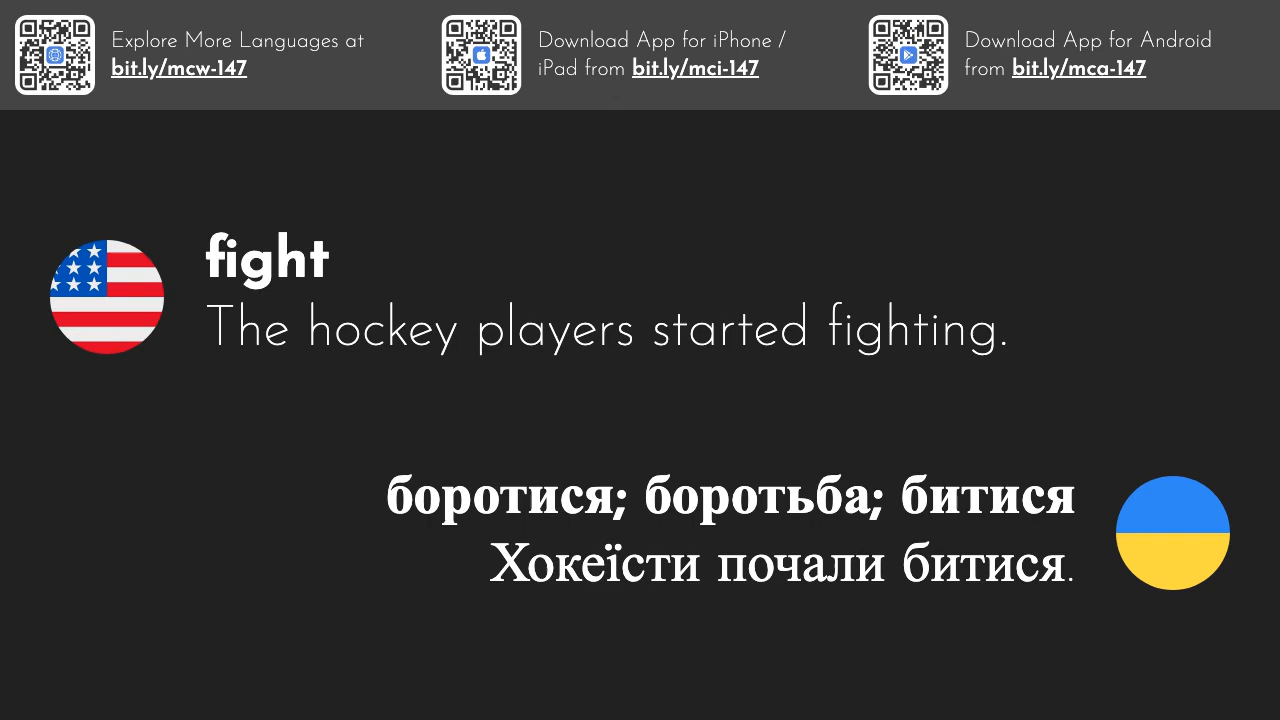 Explore More Languages at
bit.ly/mcw-147
Download App for iPhone /
iPad from bit.ly/mci-147
Download App for Android
from bit.ly/mca-147
fight
The hockey players started fighting.
боротися; боротьба; битися
Хокеїсти почали битися.